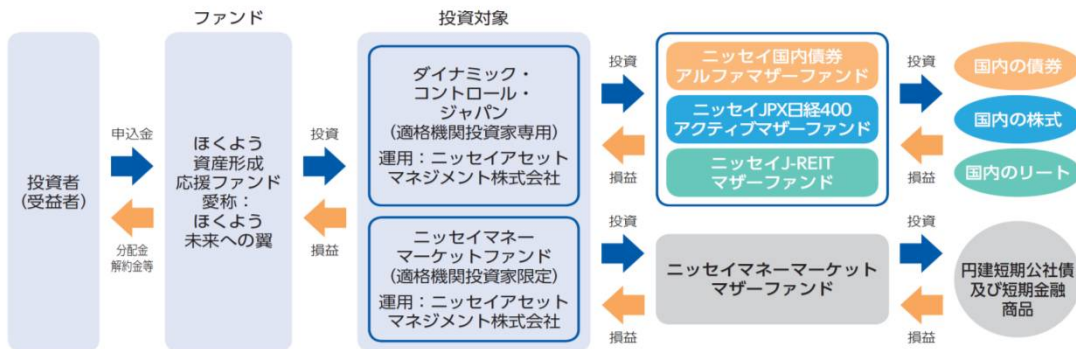 ファンド
投資対象
投資者
（受益者）
申込金
分配金
解約金等
ほくよう
資産形成
応援ファンド
愛称：
ほくよう
未来への翼
投資
損益
ダイナミック・
コントロール・
ジャパン
（適格機関投資家専用）
運用：ニッセイアセット
マネジメント株式会社
ニッセイマネー
マーケットファンド
（適格機関投資家限定）
運用：ニッセイアセット
マネジメント株式会社
投資
損益
投資
損益
ニッセイ国内債券
アルファマザーファンド
ニッセイJPX日経400
アクティブマザーファンド
ニッセイJ-REIT
マザーファンド
ニッセイマネーマーケット
マザーファンド
投資
損益
投資
損益
国内の債券
国内の株式
国内のリート
円建短期公社債
及び短期金融
商品